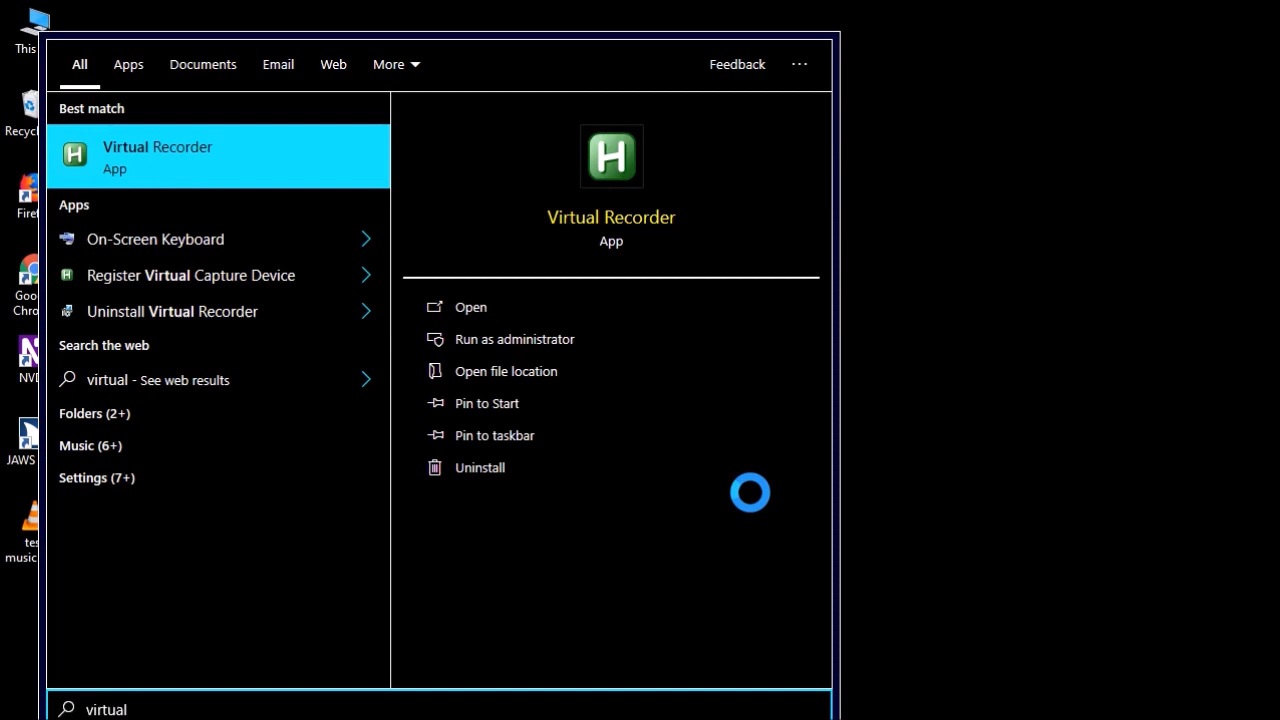 This
Recyc
Firef
Goo
Chro
NVD
JAWS
tes
music
All
Apps
Documents
Email
Web
More
Feedback
...
Best match
Virtual Recorder
App
Apps
On-Screen Keyboard
Register Virtual Capture Device
Uninstall Virtual Recorder
Search the web
virtual - See web results
Folders (2+)
Music (6+)
Settings (7+)
H
Virtual Recorder
App
Open
Run as administrator
Open file location
Pin to Start
Pin to taskbar
Uninstall
virtual